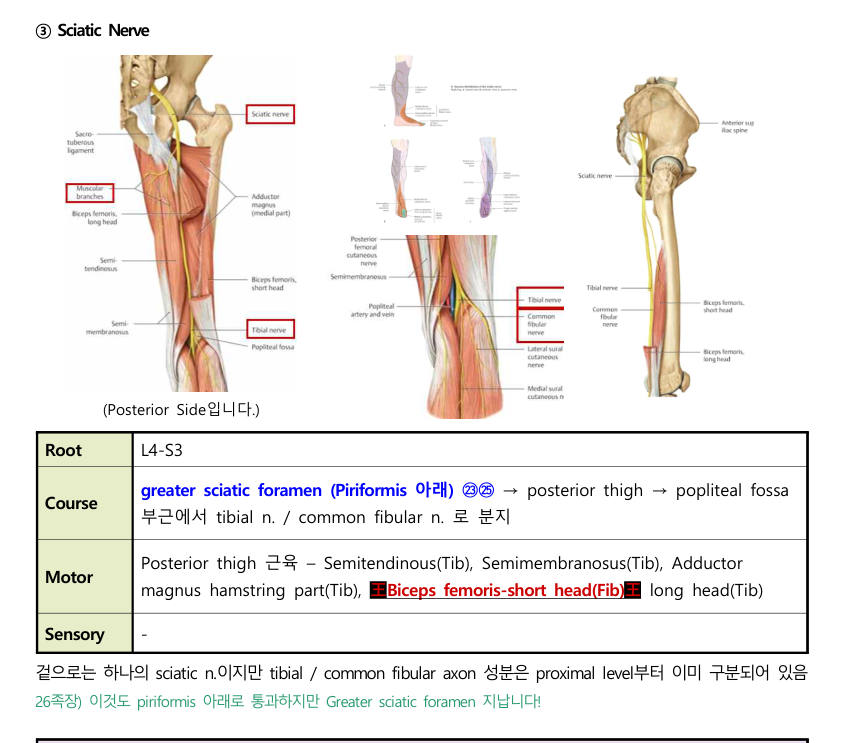 ③ Sciatic Nerve
Sciatic nerve
Sacro-
tuberous
ligament
Muscular
branches
Biceps femoris,
long head
Adductor
magnus
(medial part)
Semi-
tendinosus
Biceps femoris,
short head
Semi-
membranosus
Tibial nerve
Popliteal fossa
Posterior
femoral
cutaneous
nerve
Semimembranosus
Popliteal
artery and vein
Tibial nerve
Common
fibular
nerve
Lateral sural
cutaneous
nerve
Medial sural
cutaneous n
Anterior sup
iliac spine
Sciatic nerve
Tibial nerve
Common
fibular
nerve
Biceps femoris,
short head
Biceps femoris,
long head
(Posterior Side입니다.)
Root
L4-S3
Course
greater sciatic foramen (Piriformis 아래) ㉓㉕ → posterior thigh → popliteal fossa
부근에서 tibial n. / common fibular n. 로 분지
Motor
Posterior thigh 근육 – Semitendinous(Tib), Semimembranosus(Tib), Adductor
magnus hamstring part(Tib), 王Biceps femoris-short head(Fib)王 long head(Tib)
Sensory
-
겉으로는 하나의 sciatic n.이지만 tibial / common fibular axon 성분은 proximal level부터 이미 구분되어 있음
26족장) 이것도 piriformis 아래로 통과하지만 Greater sciatic foramen 지납니다!